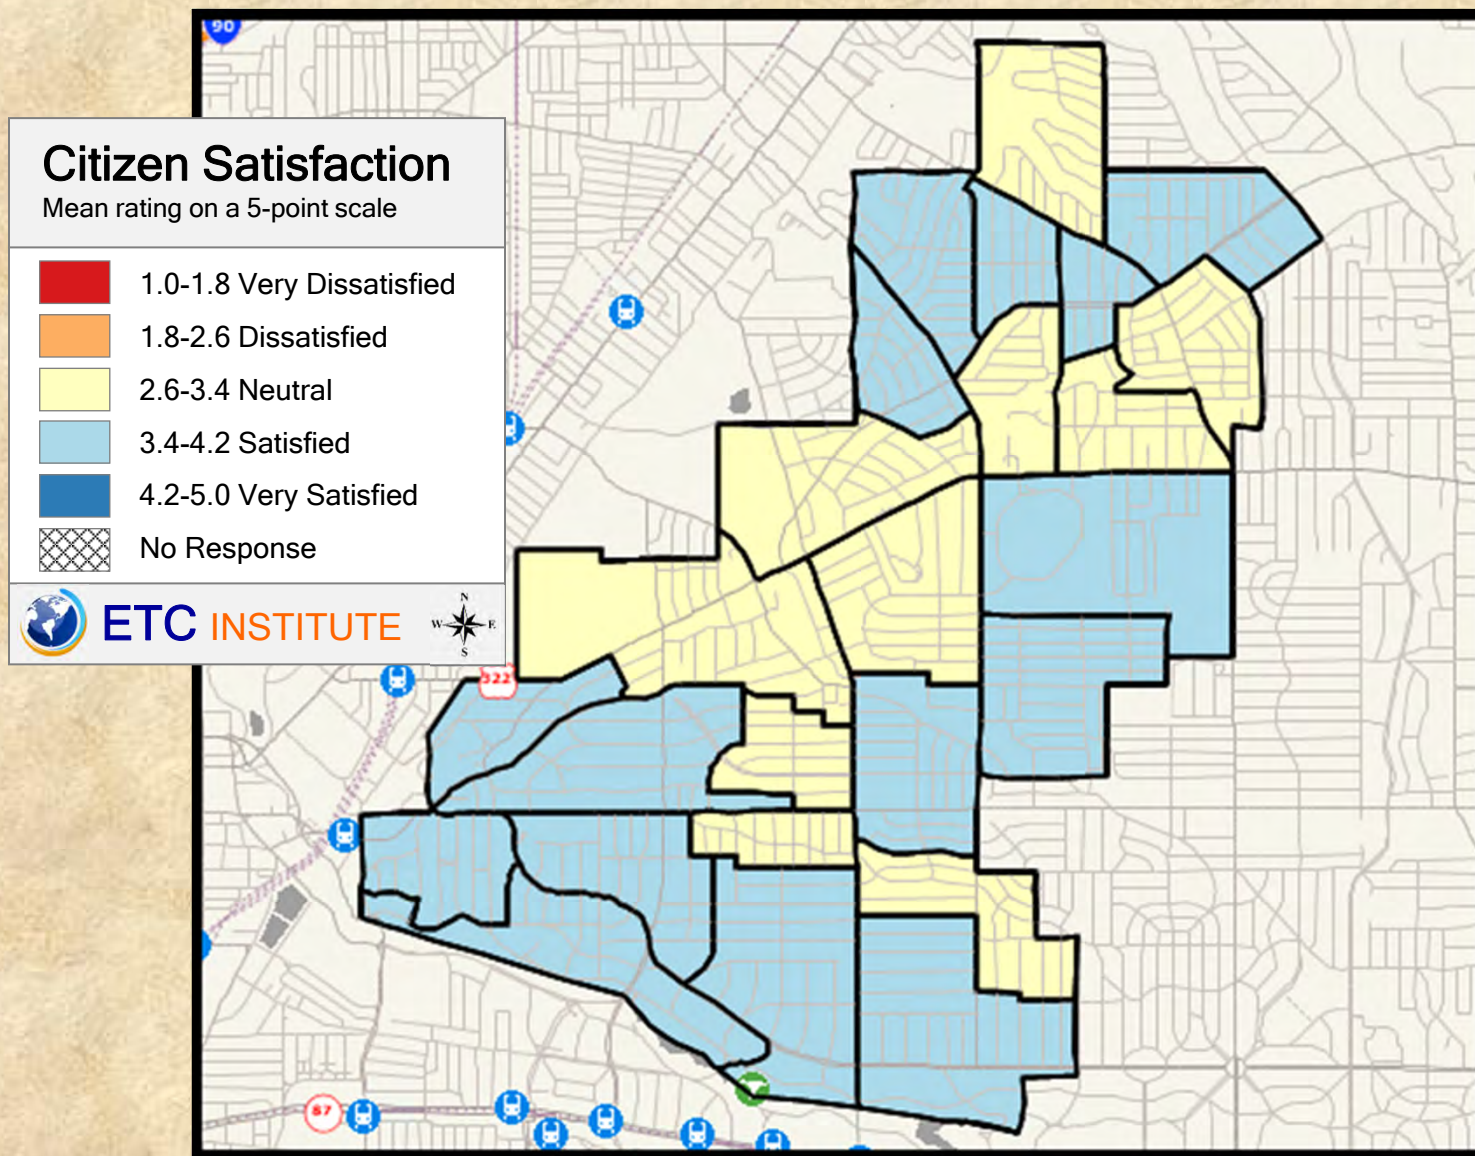 90
Citizen Satisfaction
Mean rating on a 5-point scale
1.0-1.8 Very Dissatisfied
1.8-2.6 Dissatisfied
2.6-3.4 Neutral
3.4-4.2 Satisfied
4.2-5.0 Very Satisfied
No Response
ETC INSTITUTE
N
W E
S
322
87